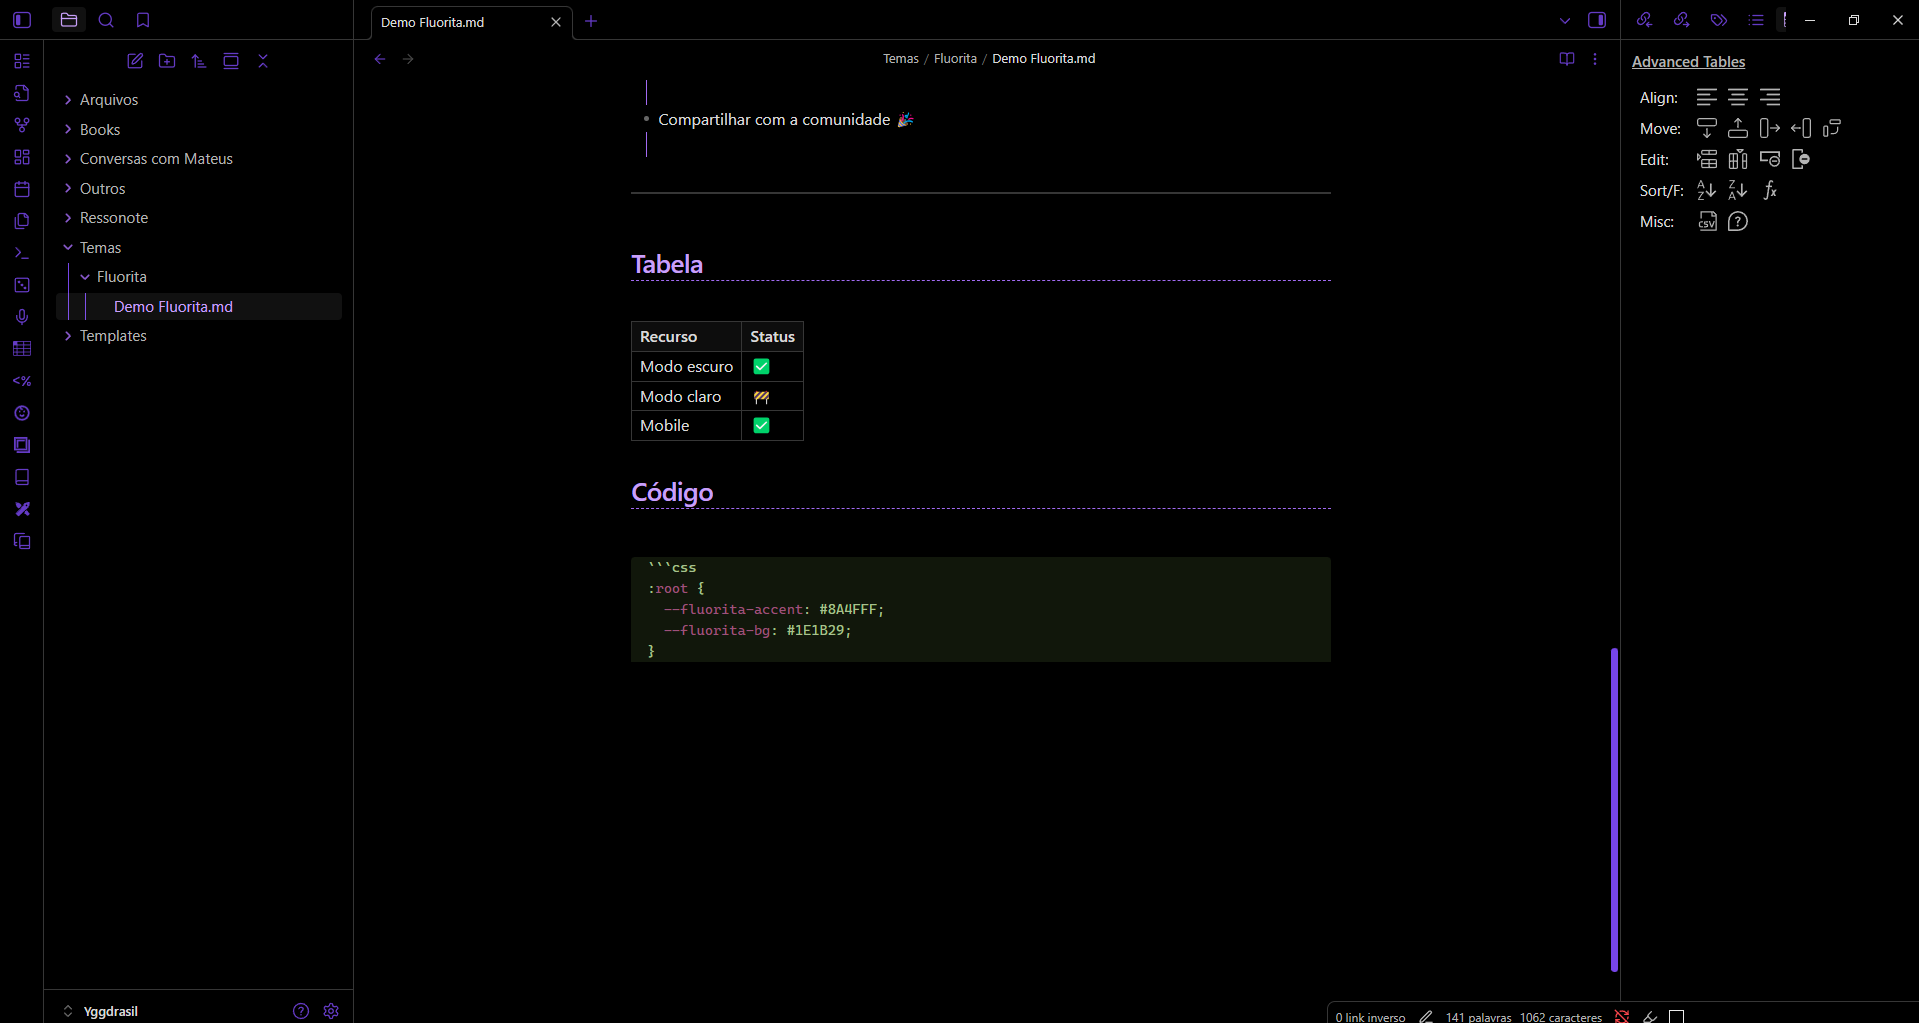 Demo Fluorita.md
Temas / Fluorita / Demo Fluorita.md
Arquivos
Books
Conversas com Mateus
Outros
Ressonote
Temas
Fluorita
Demo Fluorita.md
Templates
Yggdrasil
Compartilhar com a comunidade 🎉
Tabela
Recurso Status
Modo escuro ✅
Modo claro 🚧
Mobile ✅
Código
```css
:root {
--fluorita-accent: #8A4FFF;
--fluorita-bg: #1E1B29;
}
Advanced Tables
Align:
Move:
Edit:
Sort/F:
Misc:
0 link inverso 141 palavras 1062 caracteres